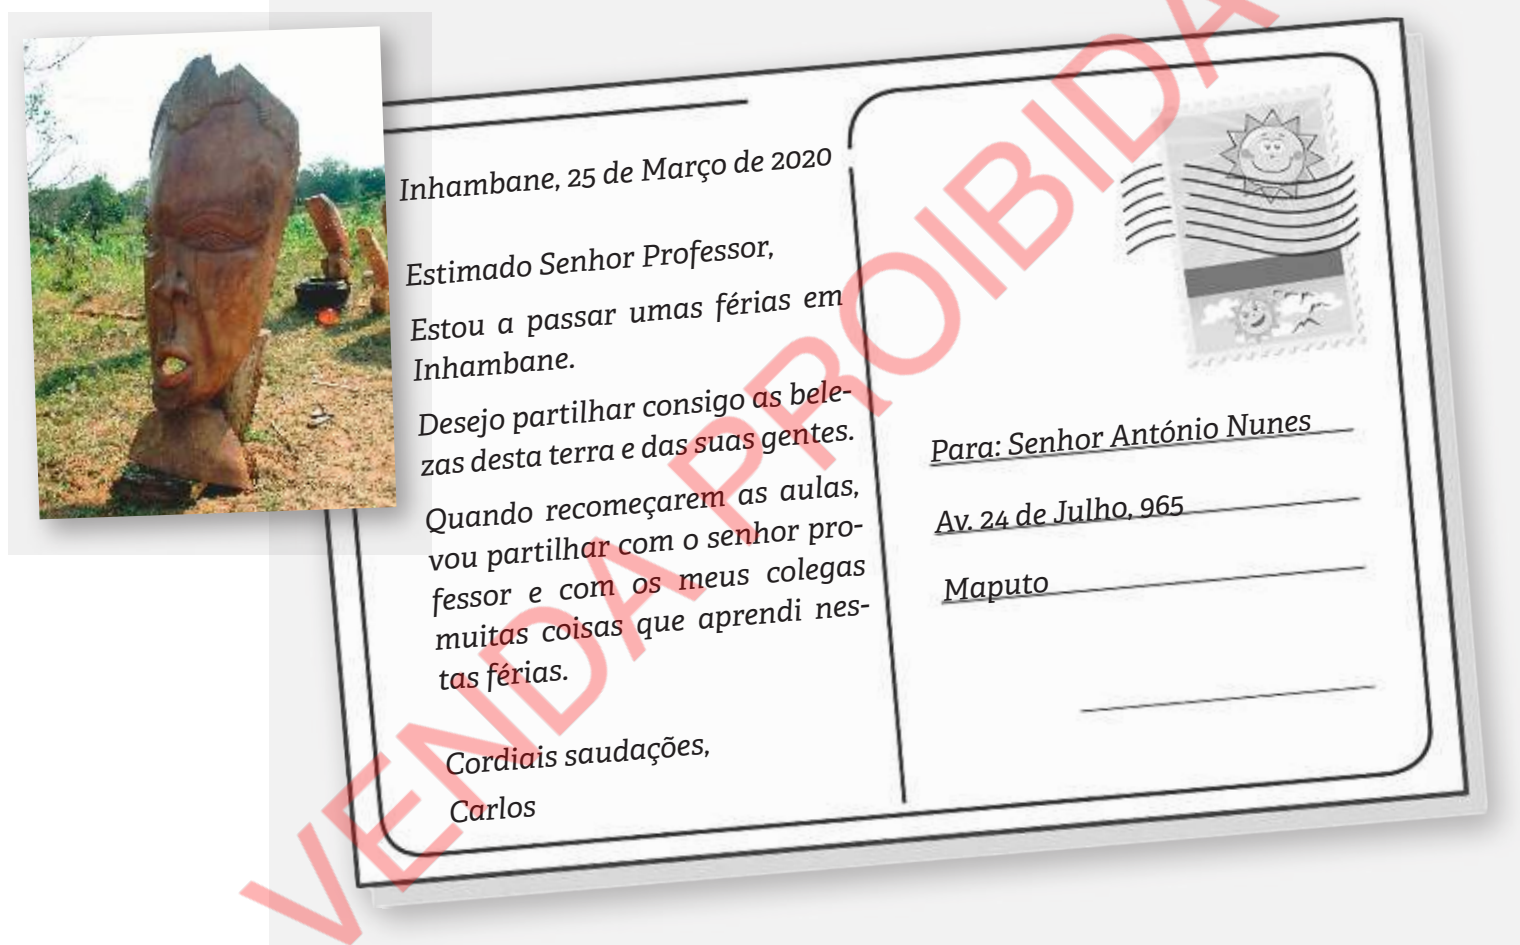 Inhambane, 25 de Março de 2020
Estimado Senhor Professor,
Estou a passar umas férias em
Inhambane.
Desejo partilhar consigo as bele-
zas desta terra e das suas gentes.
Quando recomeçarem as aulas,
vou partilhar com o senhor pro-
fessor e com os meus colegas
muitas coisas que aprendi nes-
tas férias.
Cordiais saudações,
Carlos
Para: Senhor António Nunes
Av. 24 de Julho, 965
Maputo
VENDA PROIBIDA